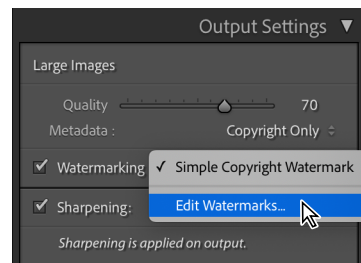 Output Settings ▼
Large Images
Quality 70
Metadata : Copyright Only
Watermarking ✓ Simple Copyright Watermark
Edit Watermarks...
Sharpening:
Sharpening is applied on output.